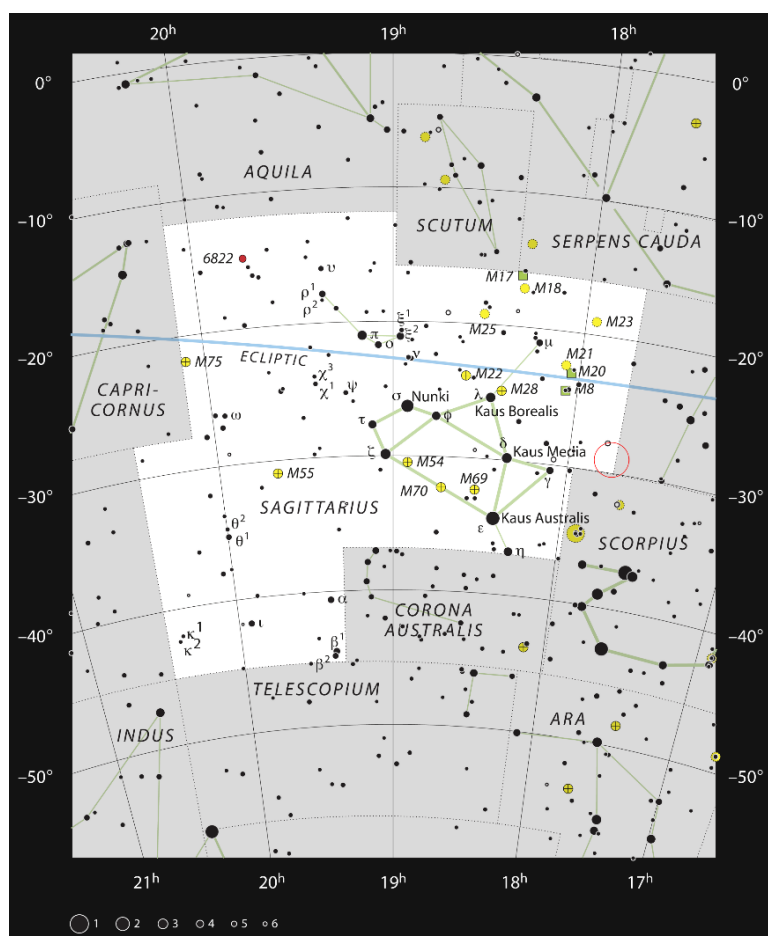 20h 19h 18h
0° 0°
AQUILA
–10° –10°
SCUTUM
SERPENS CAUDA
6822
υ
M17
M18
ρ1
ρ2
M25
ξ1
M23
–20° –20°
π
ο
ξ2
μ
ECLIPTIC
ν
M21
M75
M22
M20
χ3
χ1
ψ
M28
M8
CAPRI-
CORNUS
σ
Nunki
λ
Kaus Borealis
ω
τ
φ
δ
Kaus Media
–30° –30°
ζ
M54
M55
M69
γ
M70
SAGITTARIUS
ε
Kaus Australis
θ2
θ1
η
SCORPIUS
–40° –40°
α
CORONA
AUSTRALIS
κ1
κ2
ι
β1
β2
TELESCOPIUM
INDUS
ARA
–50° –50°
21h 20h 19h 18h 17h
1 2 3 4 5 6